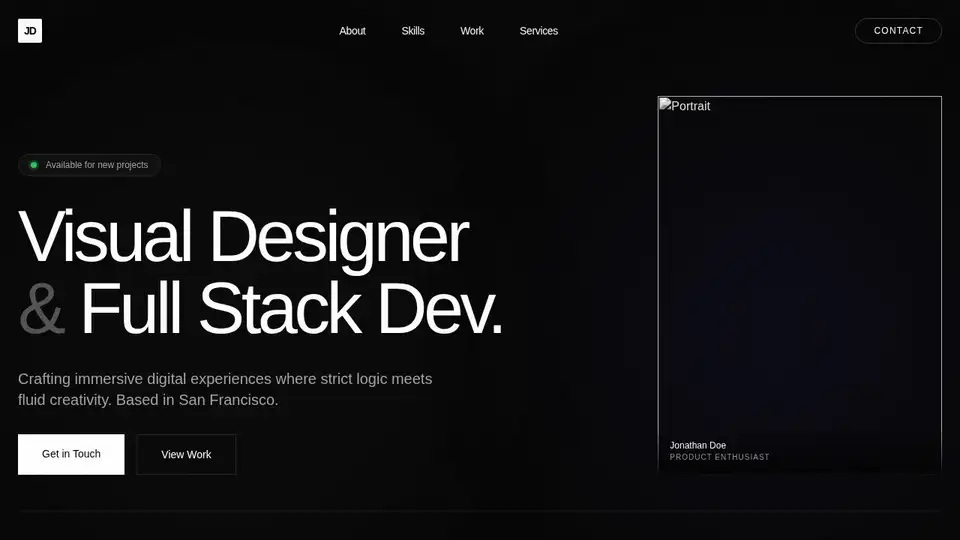 JD
About
Skills
Work
Services
CONTACT
Portrait
Available for new projects
Visual Designer
& Full Stack Dev.
Crafting immersive digital experiences where strict logic meets
fluid creativity. Based in San Francisco.
Get in Touch
View Work
Jonathan Doe
PRODUCT ENTHUSIAST